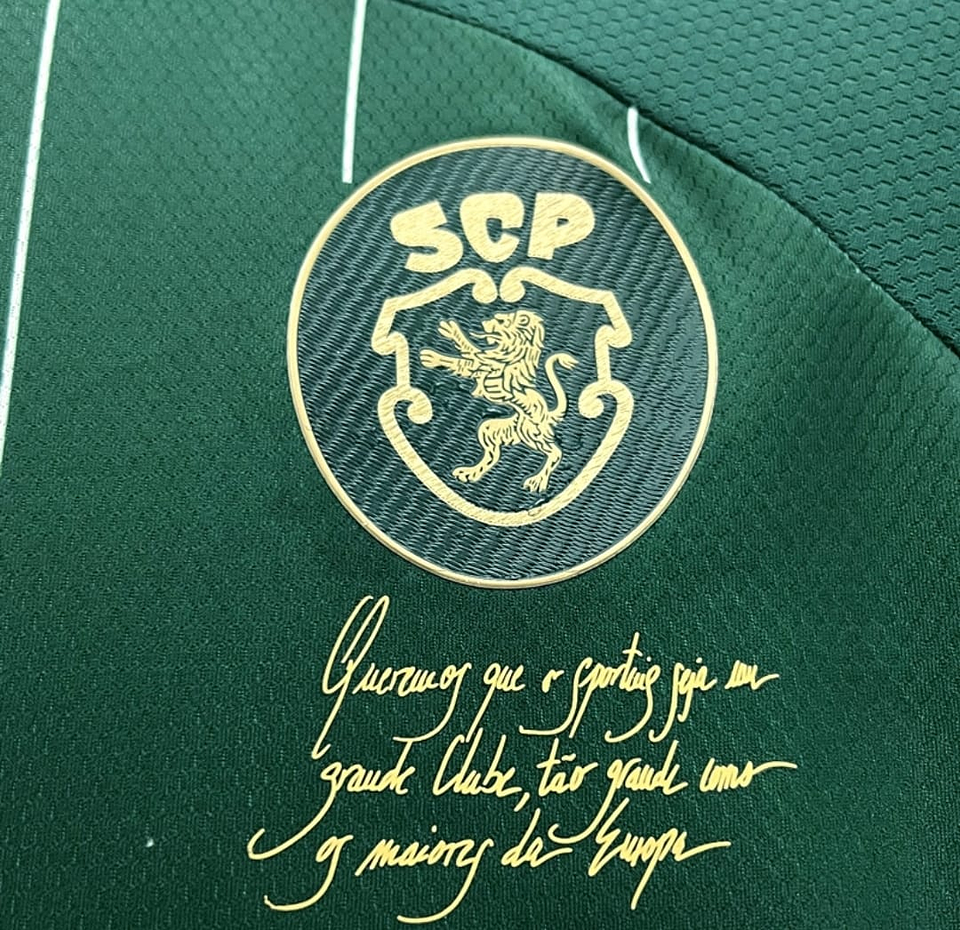 SCP
Queremos que o sporting seja um
grande Clube, tão grande como
os maiores da Europa